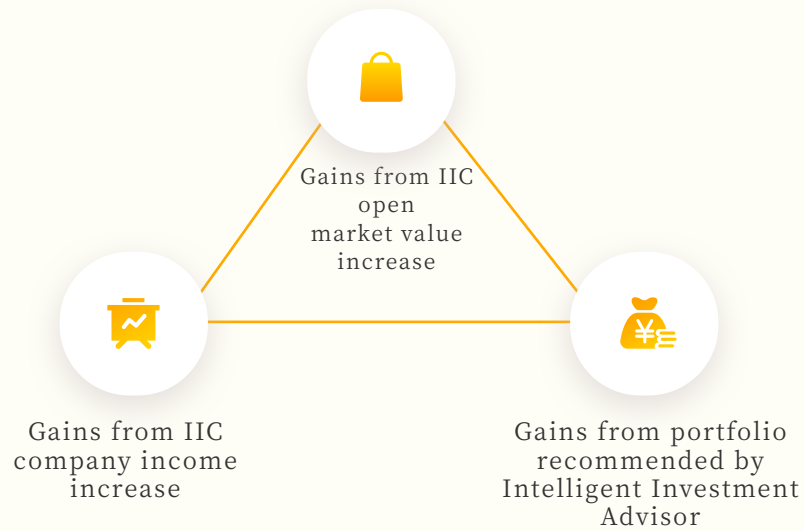 Gains from IIC
open
market value
increase
¥
Gains from IIC
company income
increase
Gains from portfolio
recommended by
Intelligent Investment
Advisor